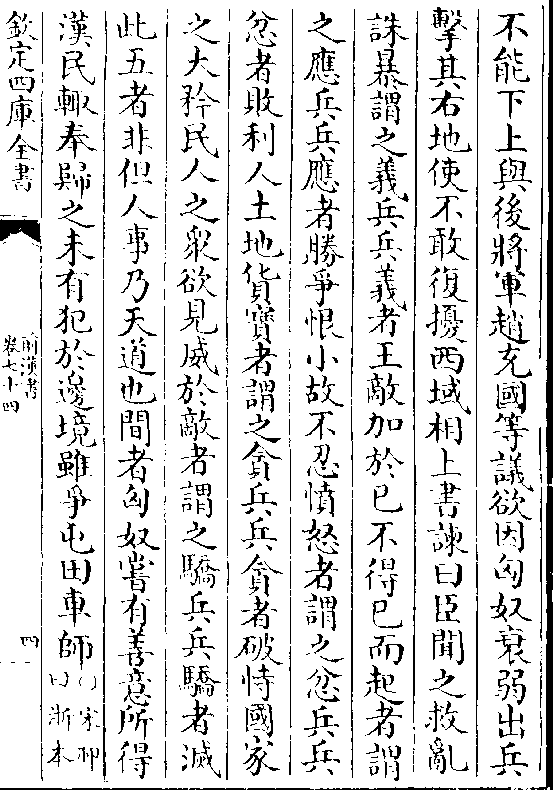 不能下上與後將軍趙充國等議欲因匈奴衰弱出兵
擊其右地使不敢復擾西域相上書諫曰臣聞之救亂
誅暴謂之義兵兵義者王敵加於已不得已而起者謂
之應兵兵應者勝爭恨小故不忍憤怒者謂之忿兵兵
忿者敗利人土地貨寳者謂之貪兵兵貪者破恃國家
之大矜民人之衆欲見威於敵者謂之驕兵兵驕者滅
此五者非但人事乃天道也間者匈奴嘗有善意所得
漢民輙奉歸之未有犯於邊境雖爭屯田車師
宋祁
曰浙本
欽定四庫全書
前漢書
卷七十四
四